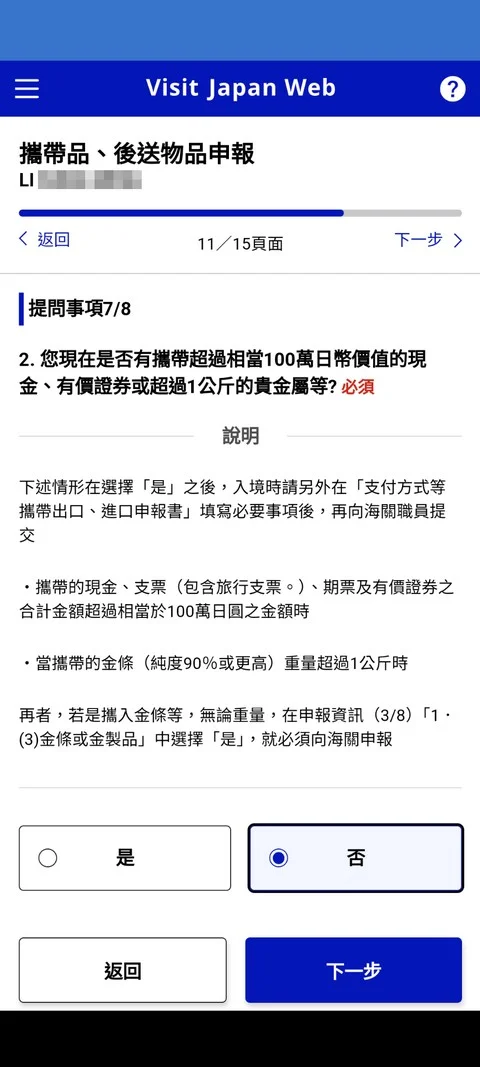 Visit Japan Web
?
攜帶品、後送物品申報
LI
返回
11／15頁面
下一步
提問事項7/8
2. 您現在是否有攜帶超過相當100萬日幣價值的現
金、有價證券或超過1公斤的貴金屬等? 必須
說明
下述情形在選擇「是」之後，入境時請另外在「支付方式等
攜帶出口、進口申報書」填寫必要事項後，再向海關職員提
交
・攜帶的現金、支票（包含旅行支票。）、期票及有價證券之
合計金額超過相當於100萬日圓之金額時
・當攜帶的金條（純度90％或更高）重量超過1公斤時
再者，若是攜入金條等，無論重量，在申報資訊（3/8）「1．
(3)金條或金製品」中選擇「是」，就必須向海關申報
是
否
返回
下一步